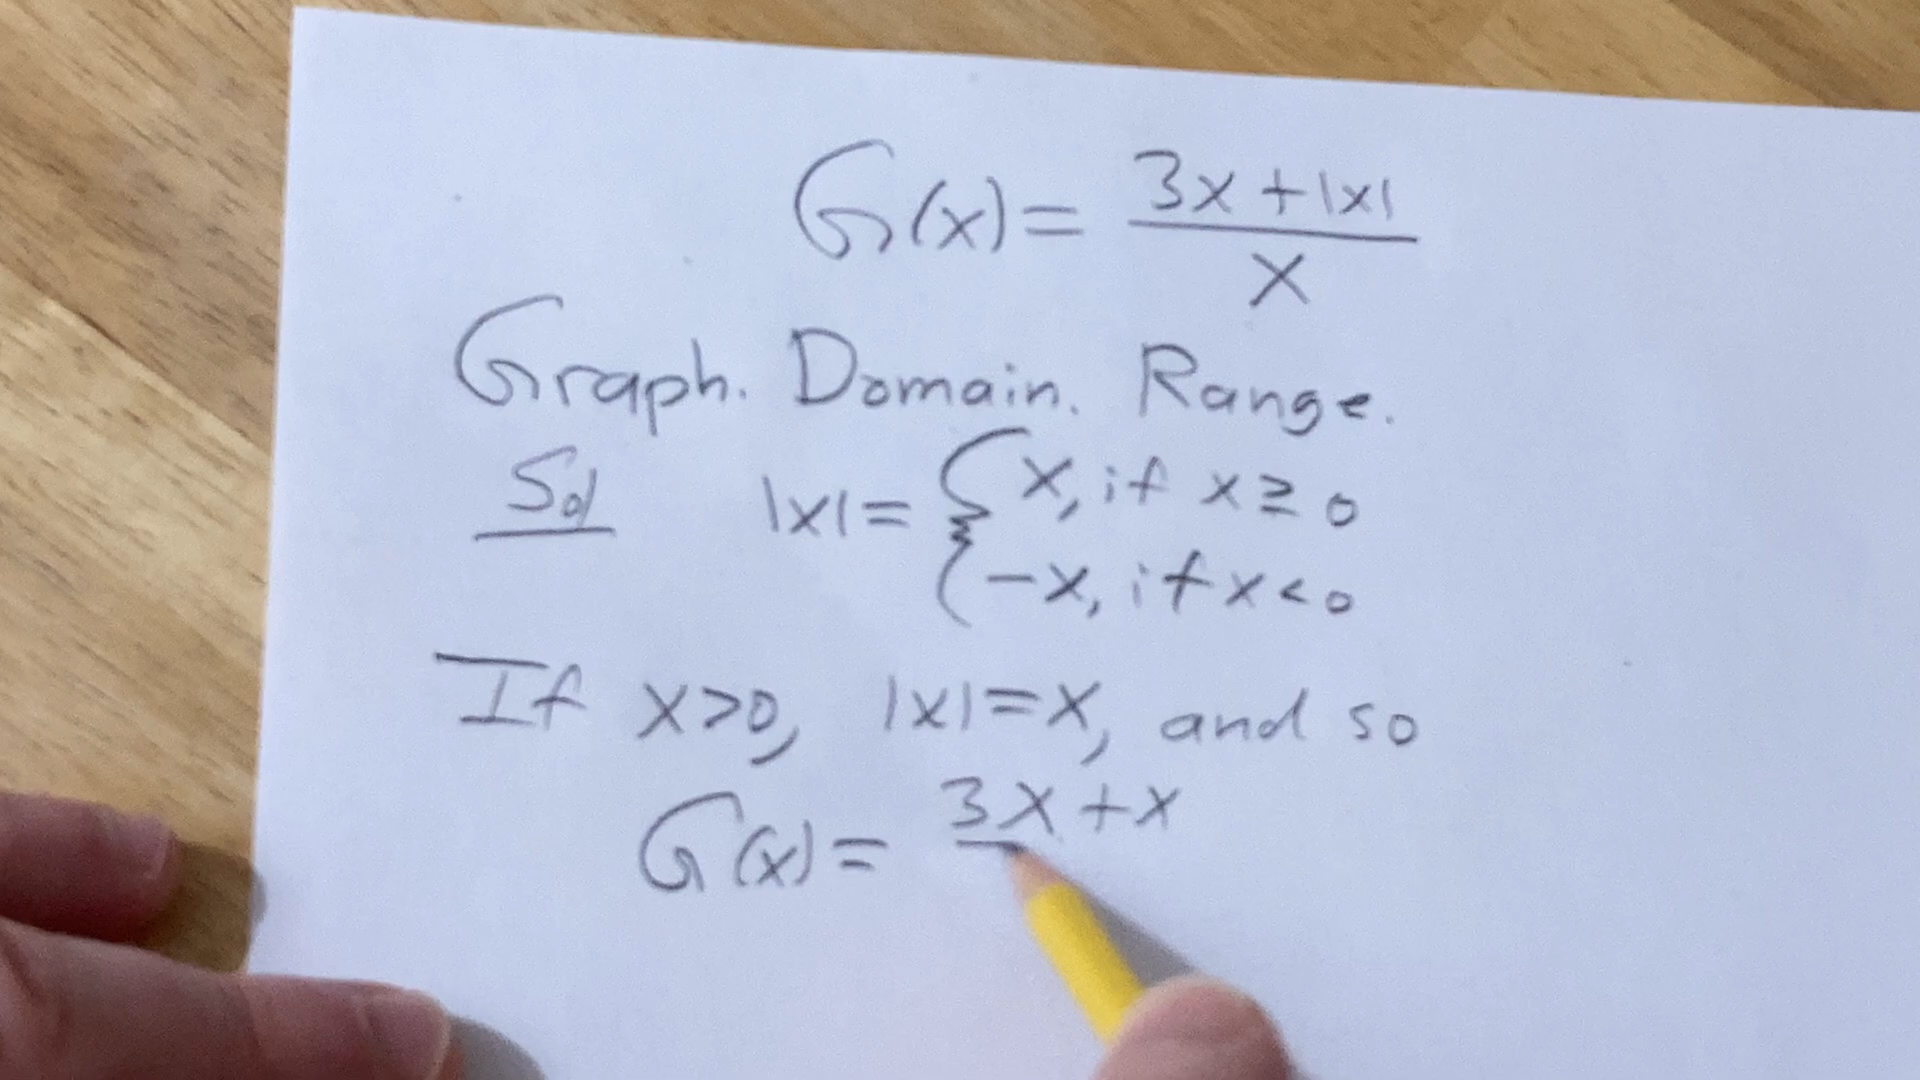 G(x) = (3x + |x|) / x
Graph. Domain. Range.
Sol |x| = { x, if x ≥ 0
-x, if x < 0
If x > 0, |x| = x, and so
G(x) = 3x + x